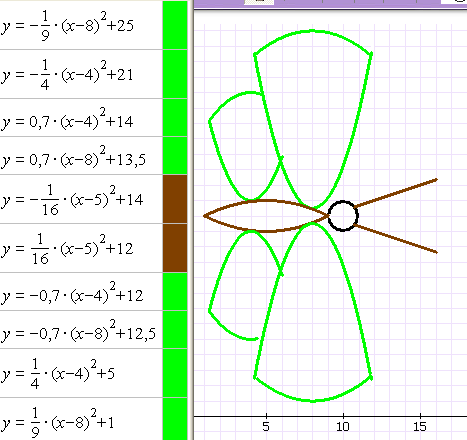 y = -1/9·(x-8)²+25
y = -1/4·(x-4)²+21
y = 0,7·(x-4)²+14
y = 0,7·(x-8)²+13,5
y = -1/16·(x-5)²+14
y = 1/16·(x-5)²+12
y = -0,7·(x-4)²+12
y = -0,7·(x-8)²+12,5
y = 1/4·(x-4)²+5
y = 1/9·(x-8)²+1
5 10 15